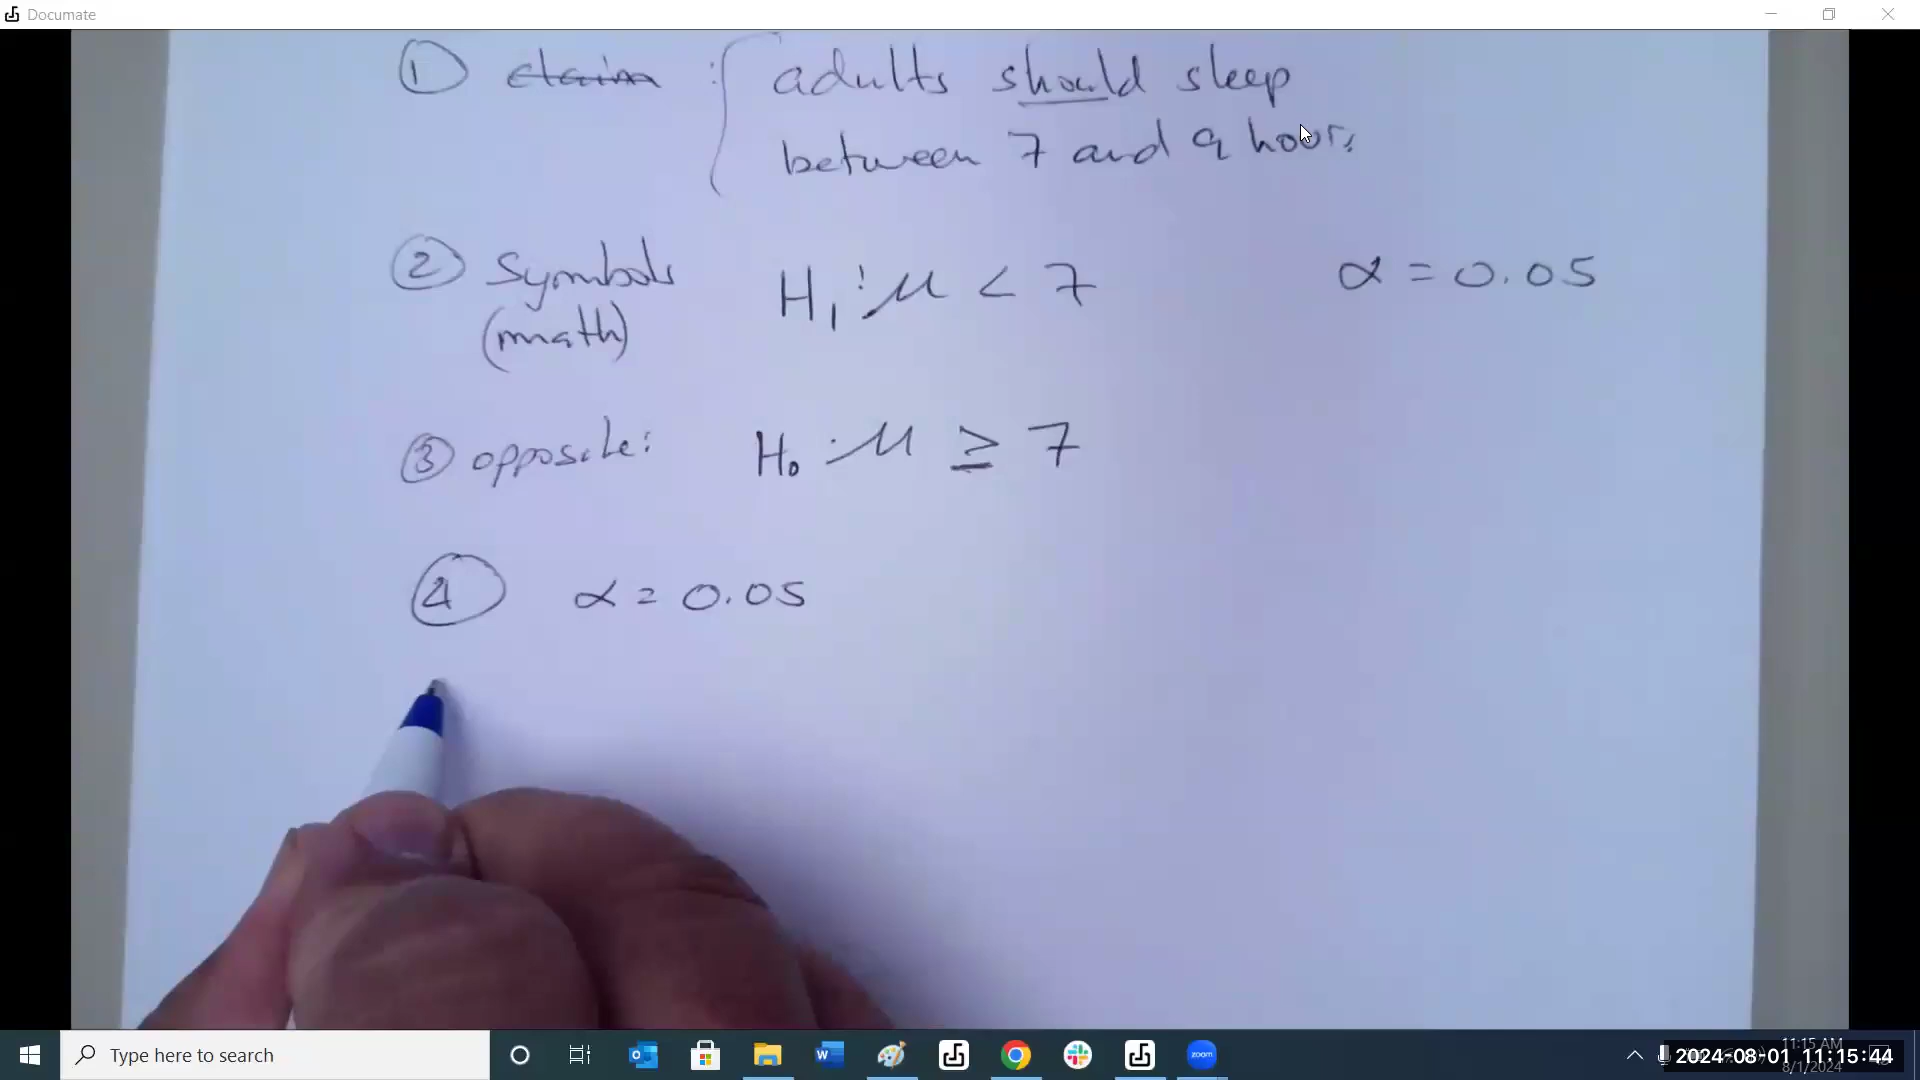 Documate
① claim : adults should sleep
between 7 and 9 hours
② Symbols H₁: μ < 7 α = 0.05
(math)
③ opposite: H₀: μ ≥ 7
④ α = 0.05
Type here to search
zoom
11:15 AM
2024-08-01 11:15:44
8/1/2024